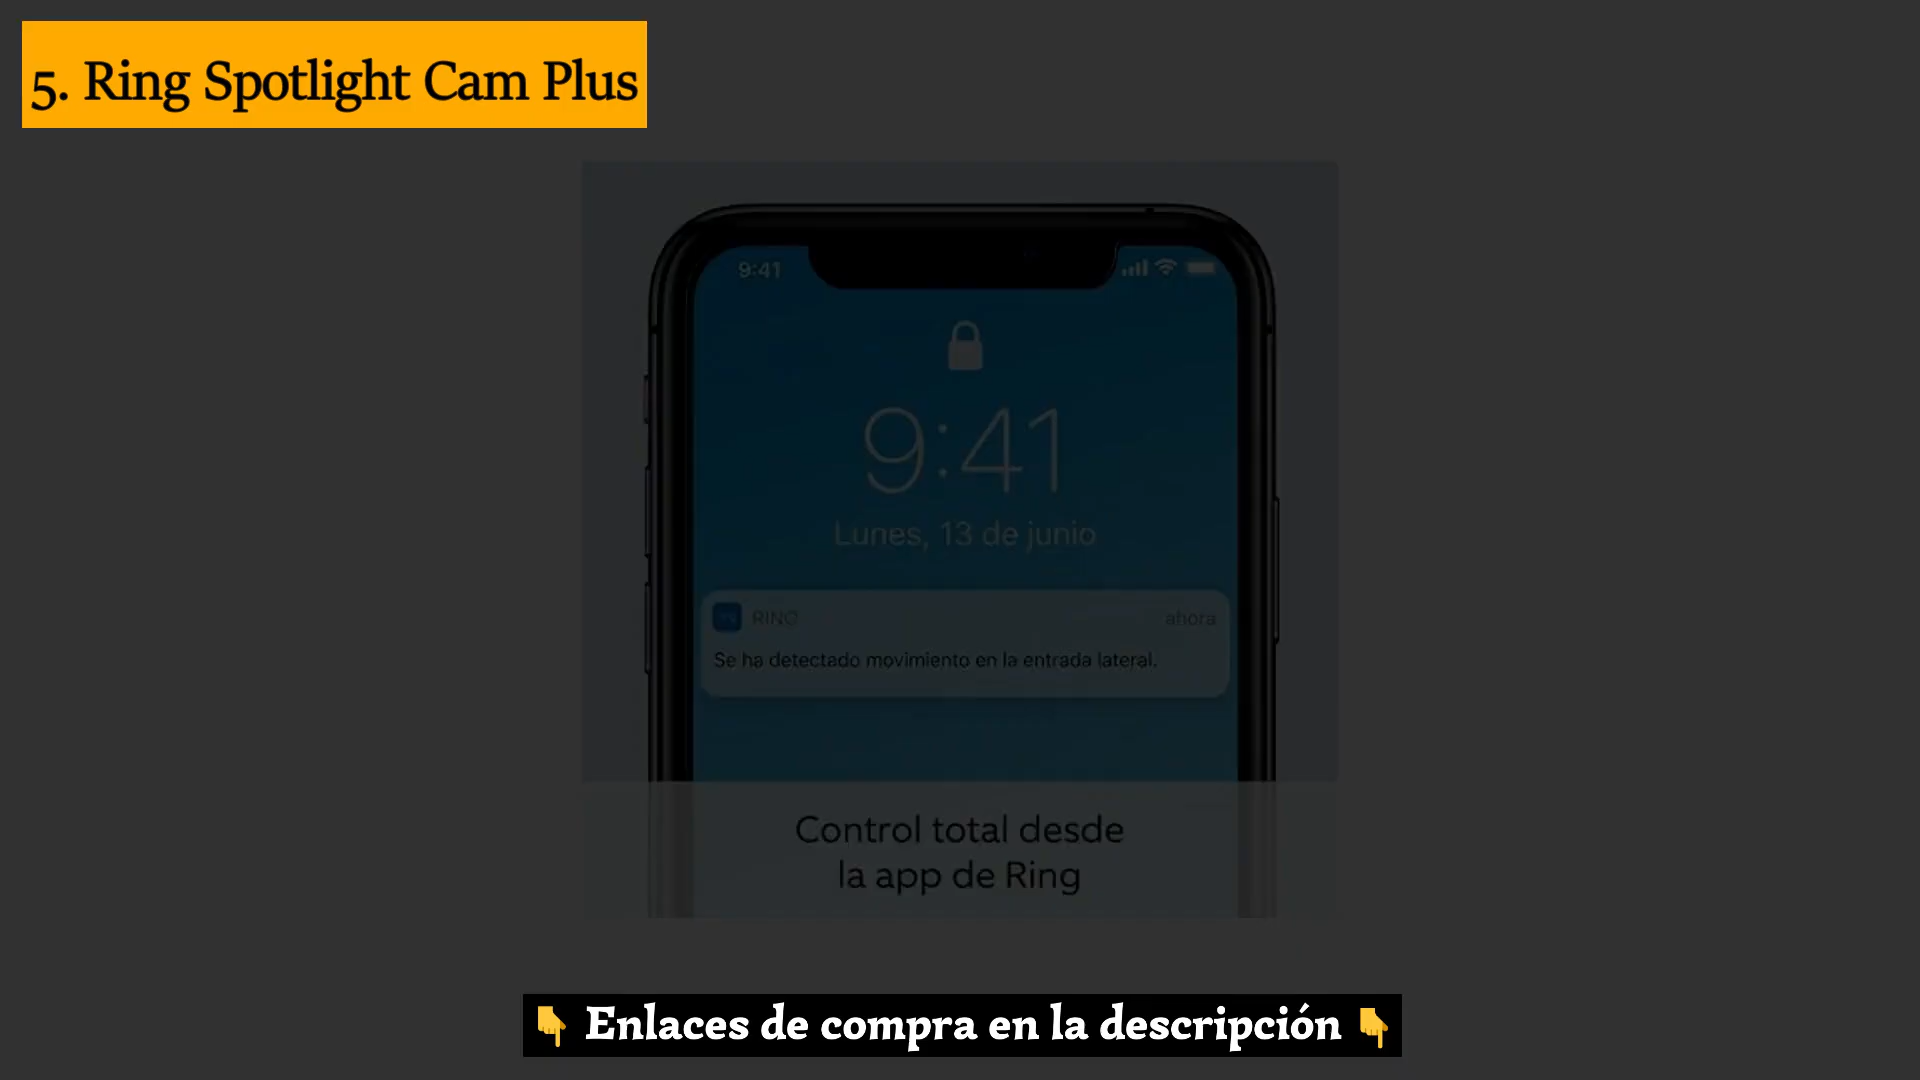 5. Ring Spotlight Cam Plus
9:41
9:41
Lunes, 13 de junio
RING
ahora
Se ha detectado movimiento en la entrada lateral.
Control total desde
la app de Ring
👇 Enlaces de compra en la descripción 👇